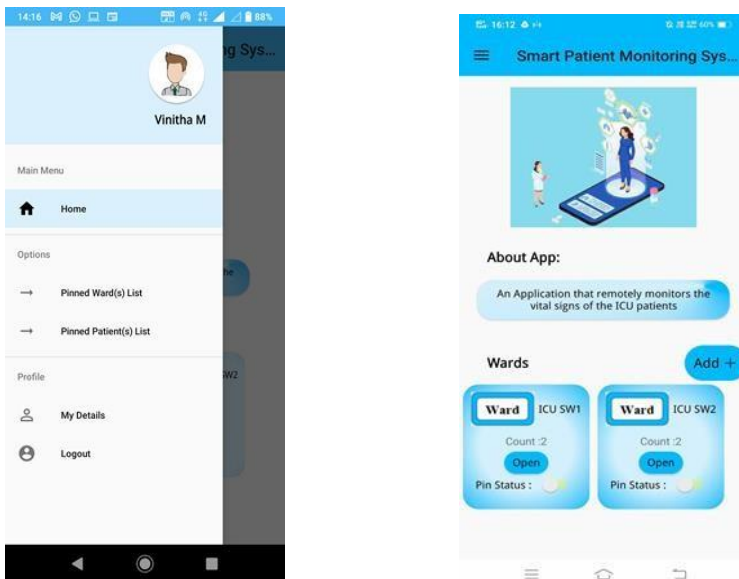 14:16
88%
ng Sys...
Vinitha M
Main Menu
Home
Options
Pinned Ward(s) List
he
Pinned Patient(s) List
Profile
SW2
My Details
Logout
16:12
60%
Smart Patient Monitoring Sys...
About App:
An Application that remotely monitors the
vital signs of the ICU patients
Wards
Add +
Ward ICU SW1
Count :2
Open
Pin Status :
Ward ICU SW2
Count :2
Open
Pin Status :